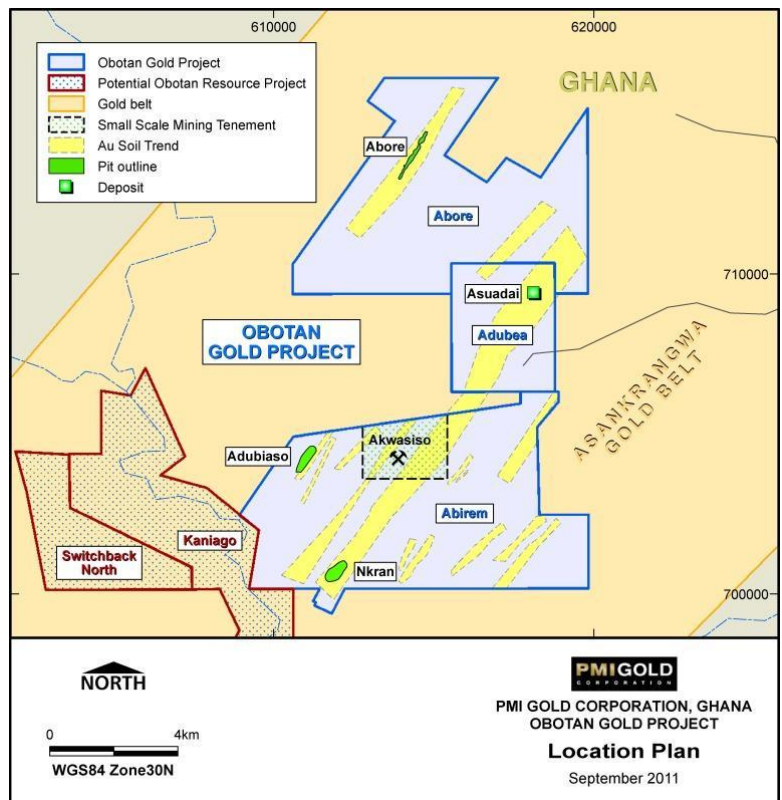 610000
620000
Obotan Gold Project
Potential Obotan Resource Project
Gold belt
Small Scale Mining Tenement
Au Soil Trend
Pit outline
Deposit
GHANA
Abore
Abore
710000
Asuadai
OBOTAN
GOLD PROJECT
Adubea
ASANKRANGWA
GOLD BELT
Akwasiso
Adubiaso
Abirem
Kaniago
Switchback
North
Nkran
700000
NORTH
PMIGOLD
CORPORATION
PMI GOLD CORPORATION, GHANA
OBOTAN GOLD PROJECT
0 4km
Location Plan
WGS84 Zone30N
September 2011